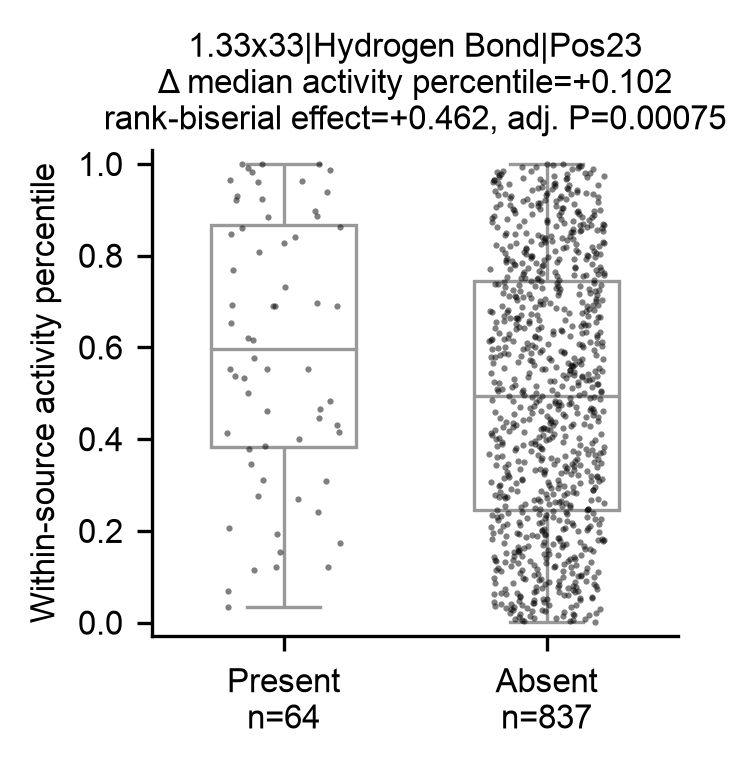 1.33x33|Hydrogen Bond|Pos23
Δ median activity percentile=+0.102
rank-biserial effect=+0.462, adj. P=0.00075
Within-source activity percentile
1.0
0.8
0.6
0.4
0.2
0.0
Present
n=64
Absent
n=837